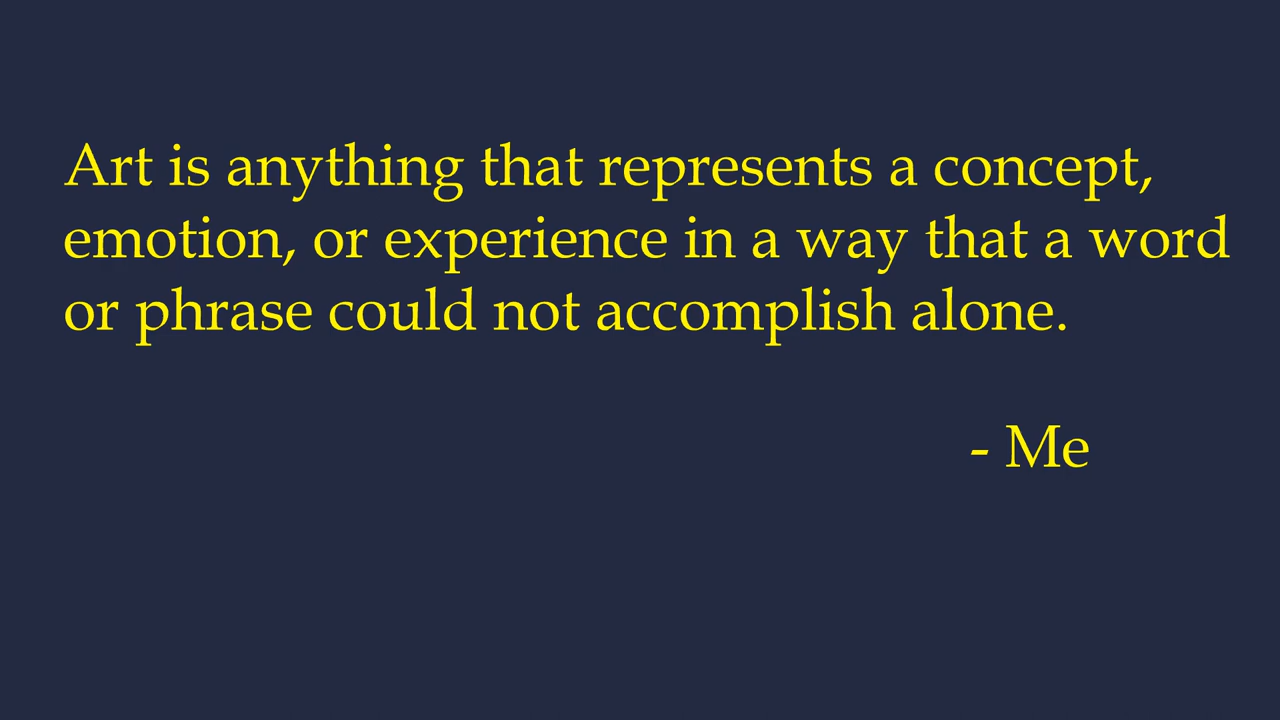 Art is anything that represents a concept,
emotion, or experience in a way that a word
or phrase could not accomplish alone.
- Me